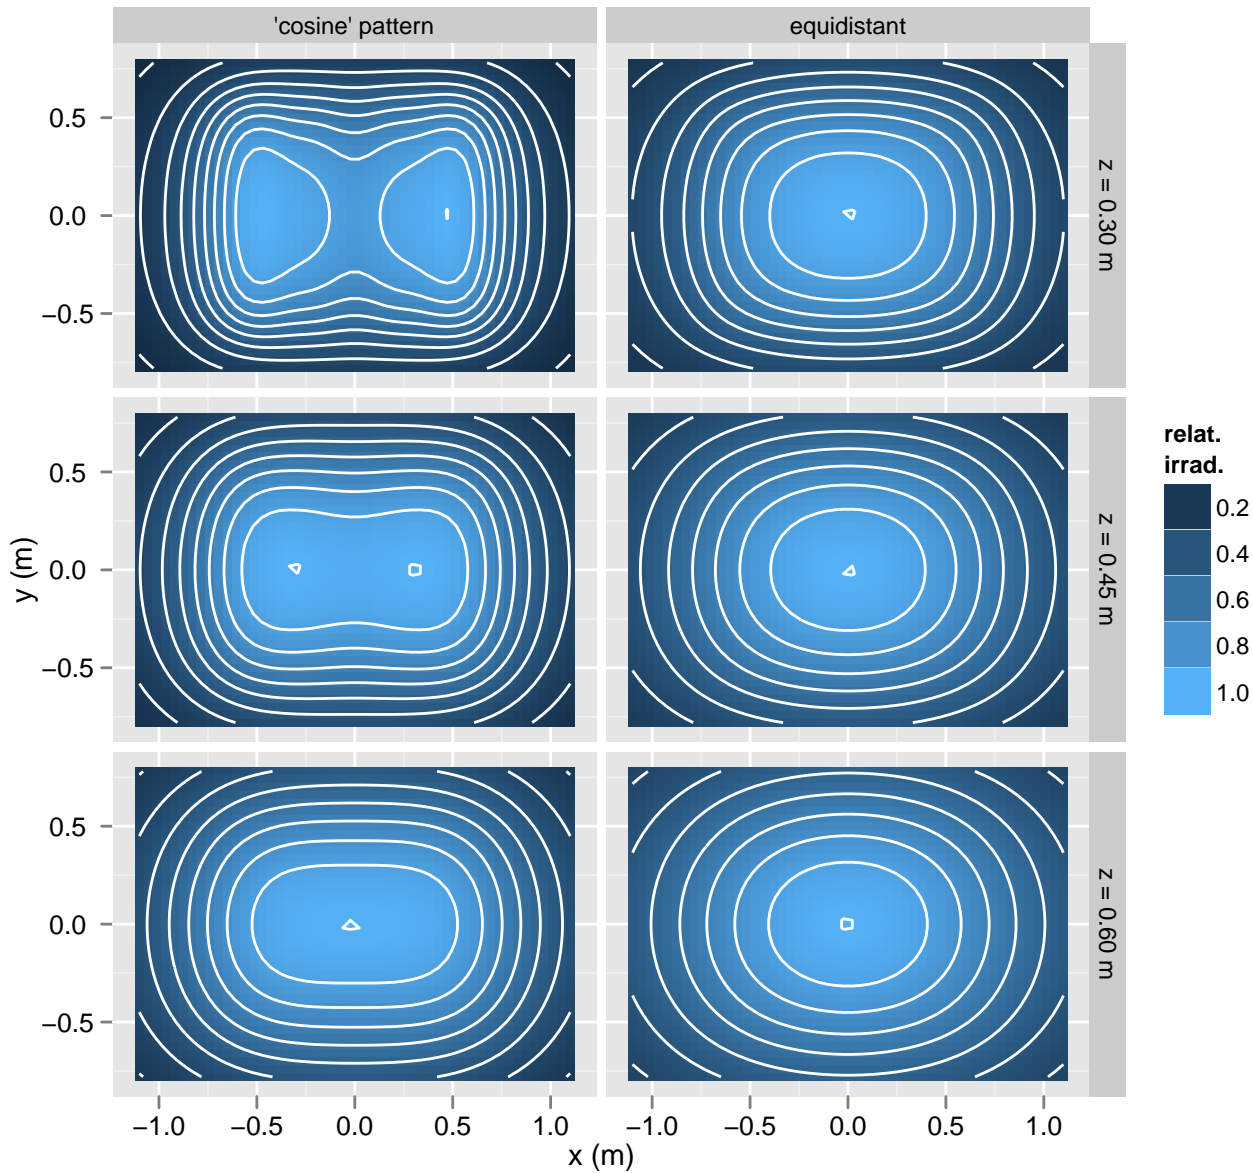 'cosine' pattern
equidistant
0.5
0.0
−0.5
z = 0.30 m
0.5
0.0
−0.5
z = 0.45 m
0.5
0.0
−0.5
z = 0.60 m
y (m)
−1.0 −0.5 0.0 0.5 1.0
−1.0 −0.5 0.0 0.5 1.0
x (m)
relat.
irrad.
0.2
0.4
0.6
0.8
1.0